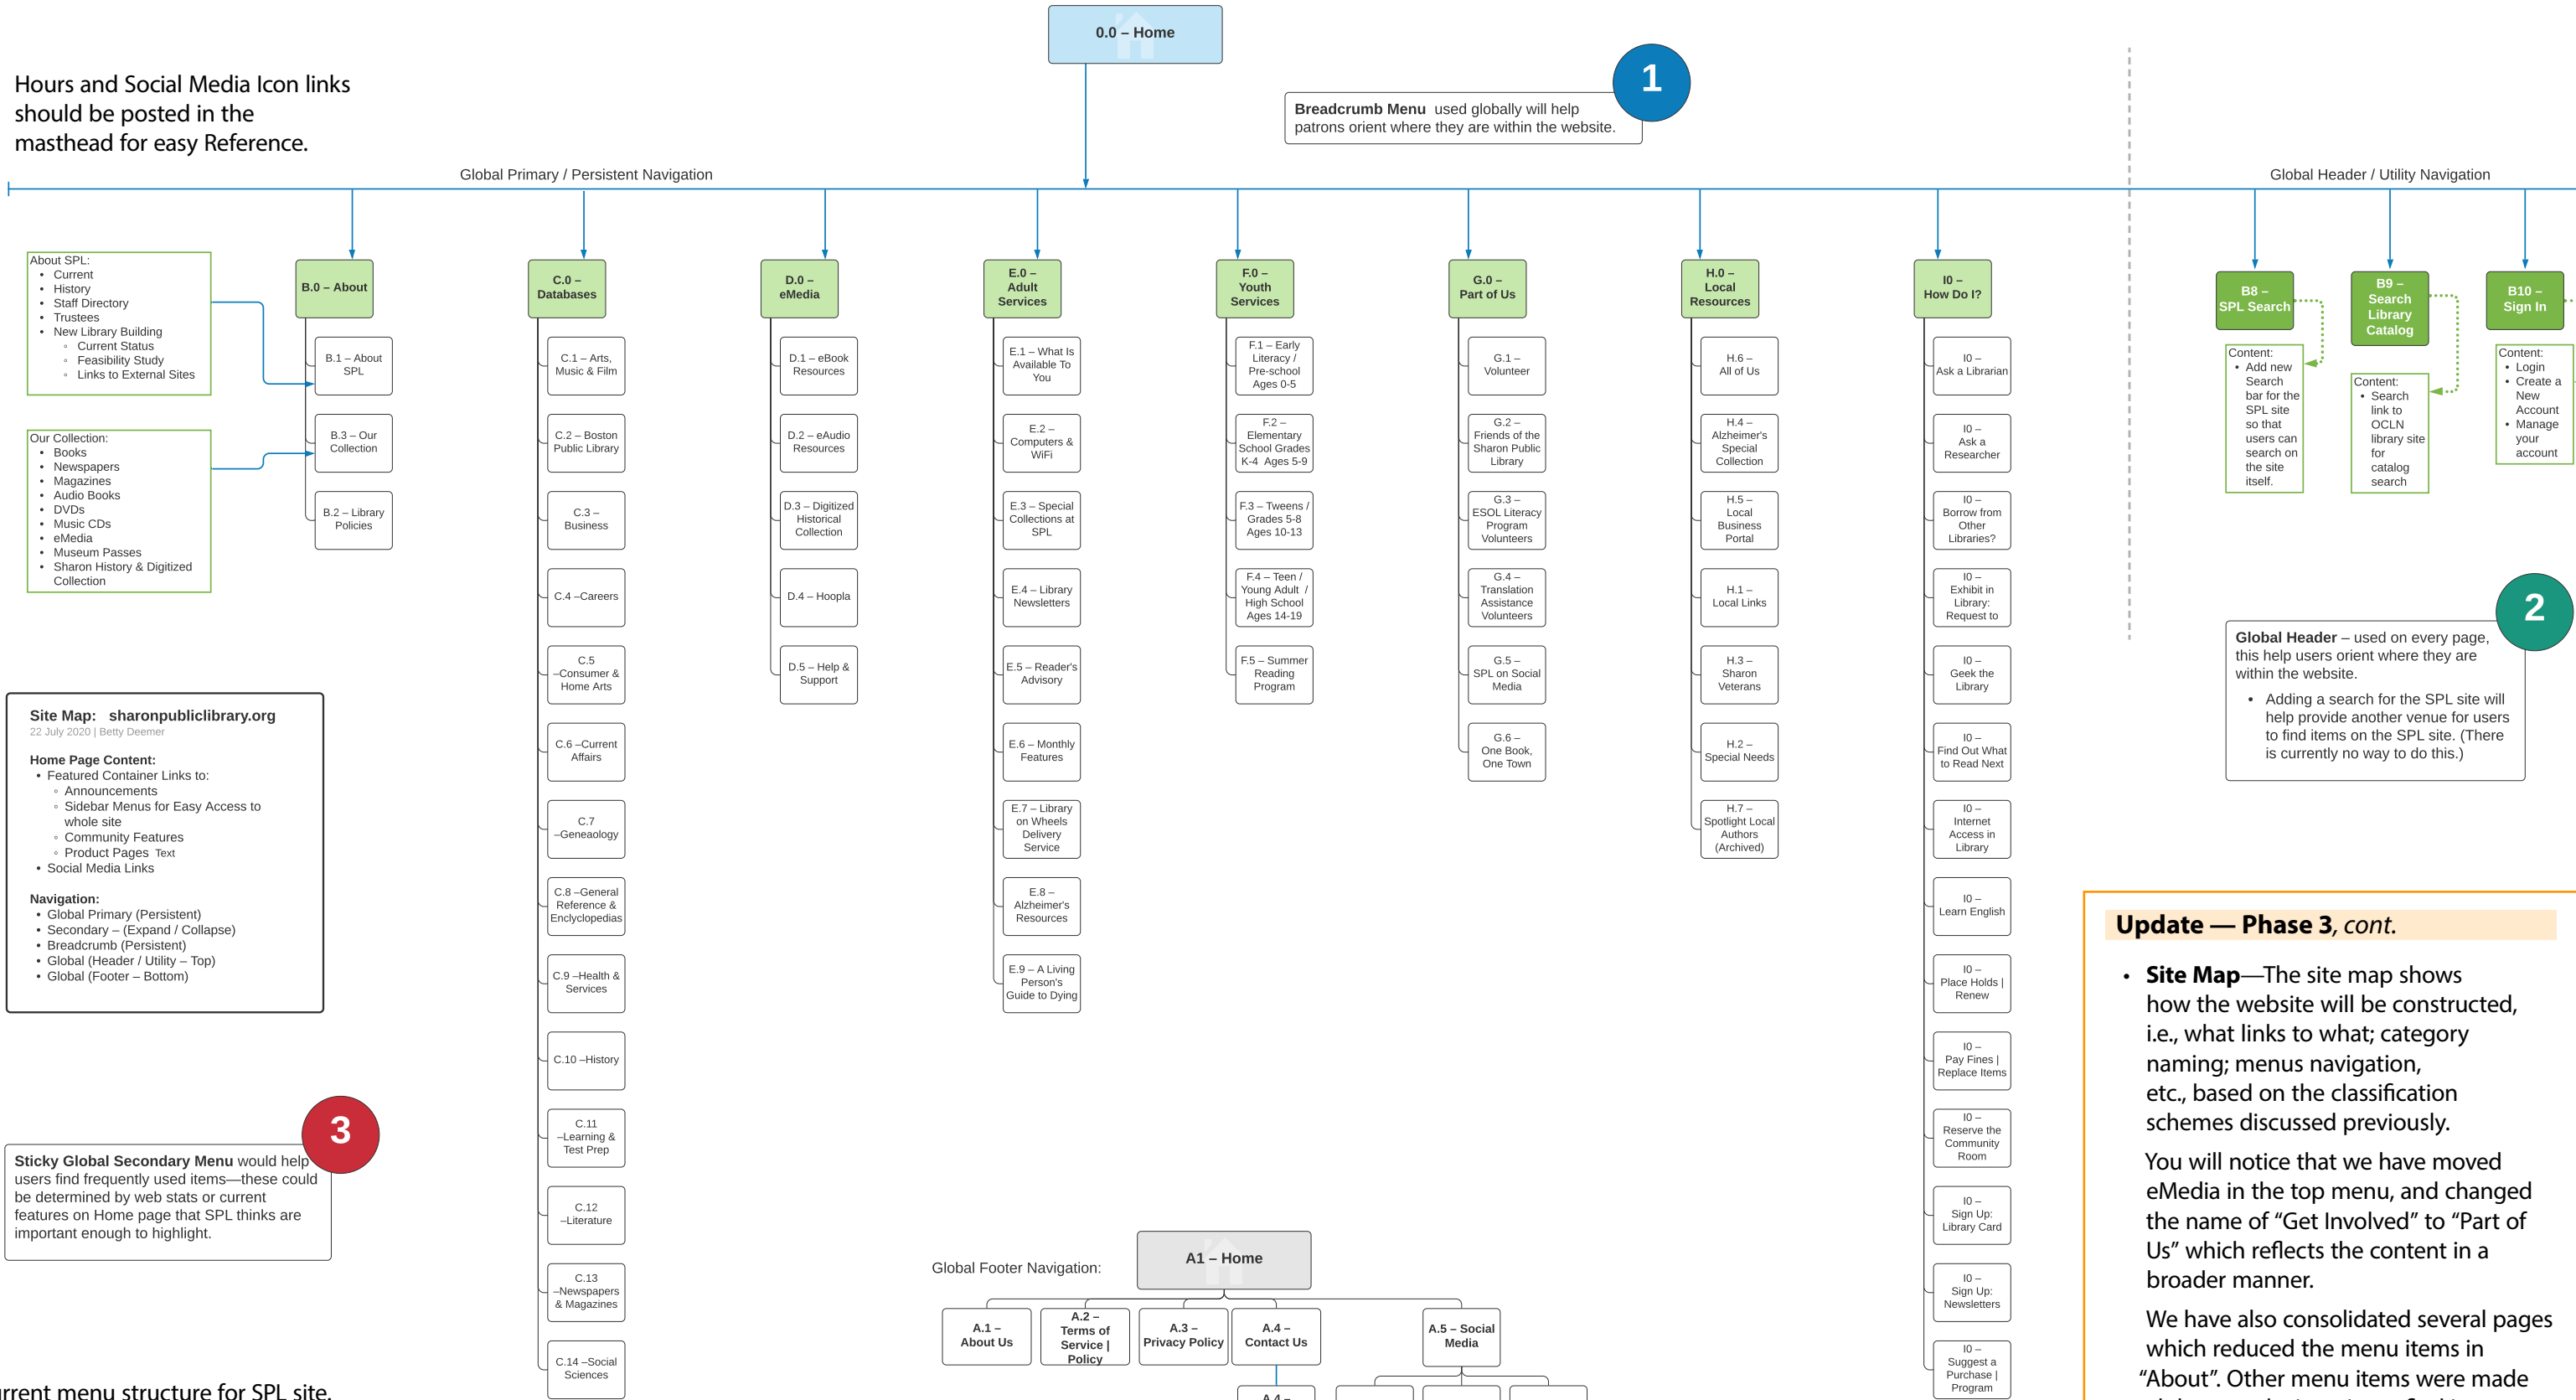 0.0 – Home
Hours and Social Media Icon links
should be posted in the
masthead for easy Reference.
1
Breadcrumb Menu used globally will help
patrons orient where they are within the website.
Global Primary / Persistent Navigation
Global Header / Utility Navigation
About SPL:
• Current
• History
• Staff Directory
• Trustees
• New Library Building
◦ Current Status
◦ Feasibility Study
◦ Links to External Sites
Our Collection:
• Books
• Newspapers
• Magazines
• Audio Books
• DVDs
• Music CDs
• eMedia
• Museum Passes
• Sharon History & Digitized
Collection
B.0 – About
B.1 – About
SPL
B.3 – Our
Collection
B.2 – Library
Policies
C.0 –
Databases
C.1 – Arts,
Music & Film
C.2 – Boston
Public Library
C.3 –
Business
C.4 –Careers
C.5
–Consumer &
Home Arts
C.6 –Current
Affairs
C.7
–Geneaology
C.8 –General
Reference &
Enclyclopedias
C.9 –Health &
Services
C.10 –History
C.11
–Learning &
Test Prep
C.12
–Literature
C.13
–Newspapers
& Magazines
C.14 –Social
Sciences
D.0 –
eMedia
D.1 – eBook
Resources
D.2 – eAudio
Resources
D.3 – Digitized
Historical
Collection
D.4 – Hoopla
D.5 – Help &
Support
E.0 –
Adult
Services
E.1 – What Is
Available To
You
E.2 –
Computers &
WiFi
E.3 – Special
Collections at
SPL
E.4 – Library
Newsletters
E.5 – Reader's
Advisory
E.6 – Monthly
Features
E.7 – Library
on Wheels
Delivery
Service
E.8 –
Alzheimer's
Resources
E.9 – A Living
Person's
Guide to Dying
F.0 –
Youth
Services
F.1 – Early
Literacy /
Pre-school
Ages 0-5
F.2 –
Elementary
School Grades
K-4 Ages 5-9
F.3 – Tweens /
Grades 5-8
Ages 10-13
F.4 – Teen /
Young Adult /
High School
Ages 14-19
F.5 – Summer
Reading
Program
G.0 –
Part of Us
G.1 –
Volunteer
G.2 –
Friends of the
Sharon Public
Library
G.3 –
ESOL Literacy
Program
Volunteers
G.4 –
Translation
Assistance
Volunteers
G.5 –
SPL on Social
Media
G.6 –
One Book,
One Town
H.0 –
Local
Resources
H.6 –
All of Us
H.4 –
Alzheimer's
Special
Collection
H.5 –
Local
Business
Portal
H.1 –
Local Links
H.3 –
Sharon
Veterans
H.2 –
Special Needs
H.7 –
Spotlight Local
Authors
(Archived)
I0 –
How Do I?
I0 –
Ask a Librarian
I0 –
Ask a
Researcher
I0 –
Borrow from
Other
Libraries?
I0 –
Exhibit in
Library:
Request to
I0 –
Geek the
Library
I0 –
Find Out What
to Read Next
I0 –
Internet
Access in
Library
I0 –
Learn English
I0 –
Place Holds |
Renew
I0 –
Pay Fines |
Replace Items
I0 –
Reserve the
Community
Room
I0 –
Sign Up:
Library Card
I0 –
Sign Up:
Newsletters
I0 –
Suggest a
Purchase |
Program
B8 –
SPL Search
Content:
• Add new
Search
bar for the
SPL site
so that
users can
search on
the site
itself.
B9 –
Search
Library
Catalog
Content:
• Search
link to
OCLN
library site
for
catalog
search
B10 –
Sign In
Content:
• Login
• Create a
New
Account
• Manage
your
account
2
Global Header – used on every page,
this help users orient where they are
within the website.
• Adding a search for the SPL site will
help provide another venue for users
to find items on the SPL site. (There
is currently no way to do this.)
Site Map: sharonpubliclibrary.org
22 July 2020 | Betty Deemer
Home Page Content:
• Featured Container Links to:
◦ Announcements
◦ Sidebar Menus for Easy Access to
whole site
◦ Community Features
◦ Product Pages Text
• Social Media Links
Navigation:
• Global Primary (Persistent)
• Secondary – (Expand / Collapse)
• Breadcrumb (Persistent)
• Global (Header / Utility – Top)
• Global (Footer – Bottom)
3
Sticky Global Secondary Menu would help
users find frequently used items—these could
be determined by web stats or current
features on Home page that SPL thinks are
important enough to highlight.
Global Footer Navigation:
A1 – Home
A.1 –
About Us
A.2 –
Terms of
Service |
Policy
A.3 –
Privacy Policy
A.4 –
Contact Us
A.5 – Social
Media
A.4 –
Update — Phase 3, cont.
• Site Map—The site map shows
how the website will be constructed,
i.e., what links to what; category
naming; menus navigation,
etc., based on the classification
schemes discussed previously.
You will notice that we have moved
eMedia in the top menu, and changed
the name of “Get Involved” to “Part of
Us” which reflects the content in a
broader manner.
We have also consolidated several pages
which reduced the menu items in
“About”. Other menu items were made
menu structure for SPL site.